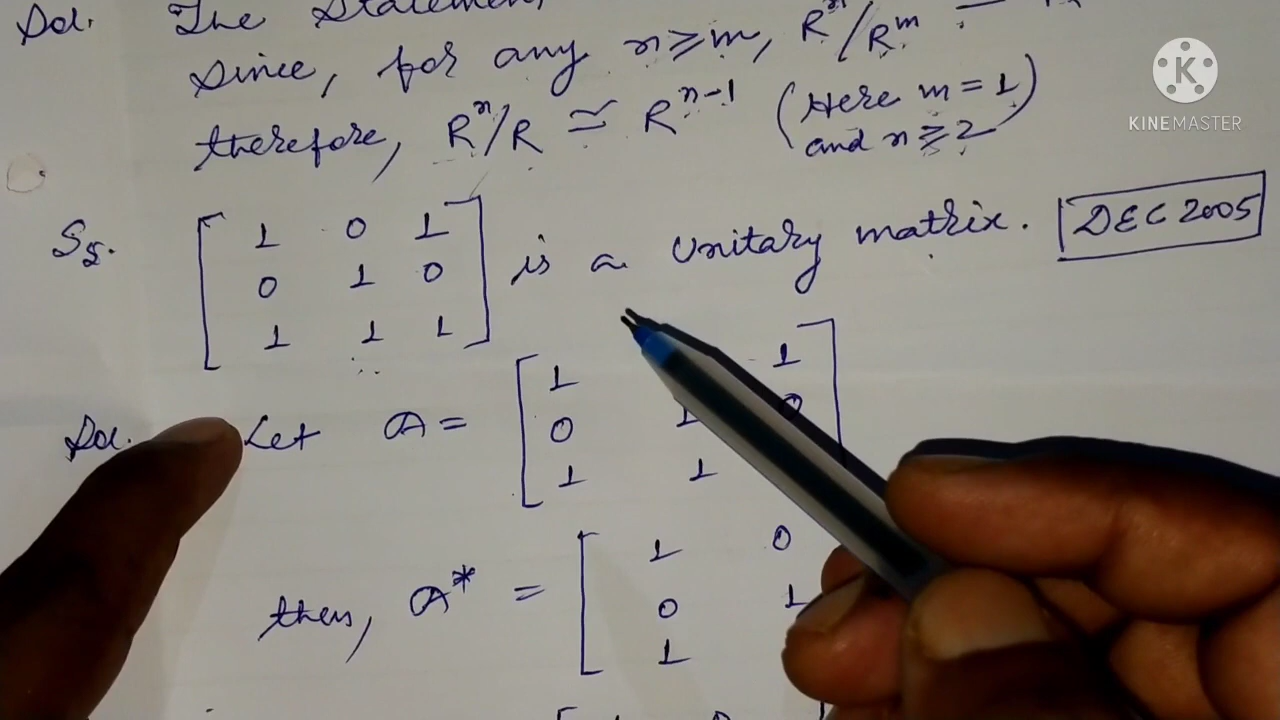 Sol. The Statement
since, for any n ≥ m, Rⁿ/Rᵐ
KINEMASTER
therefore, Rⁿ/R ≃ Rⁿ⁻¹ (Here m = 1
and n ≥ 2)
S5. [ 1 0 1 is a Unitary matrix. DEC 2005
0 1 0
1 1 1 ]
Sol. Let A = [ 1 1
0 1 0
1 1
then, A* = [ 1 0
0 1
1